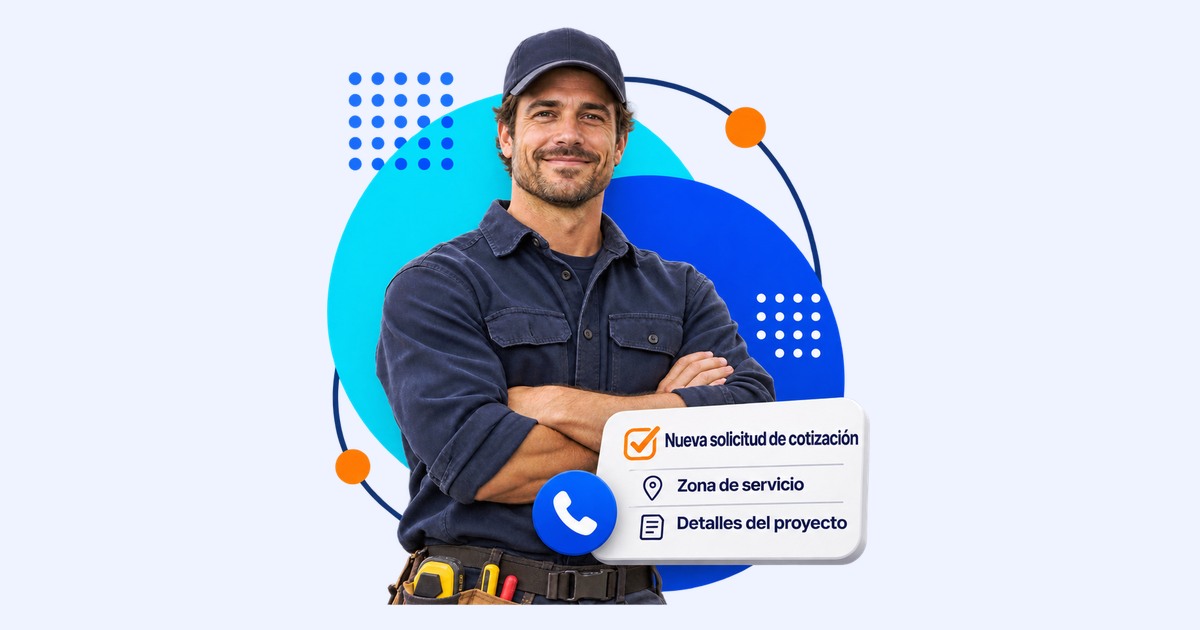 Nueva solicitud de cotización
Zona de servicio
Detalles del proyecto